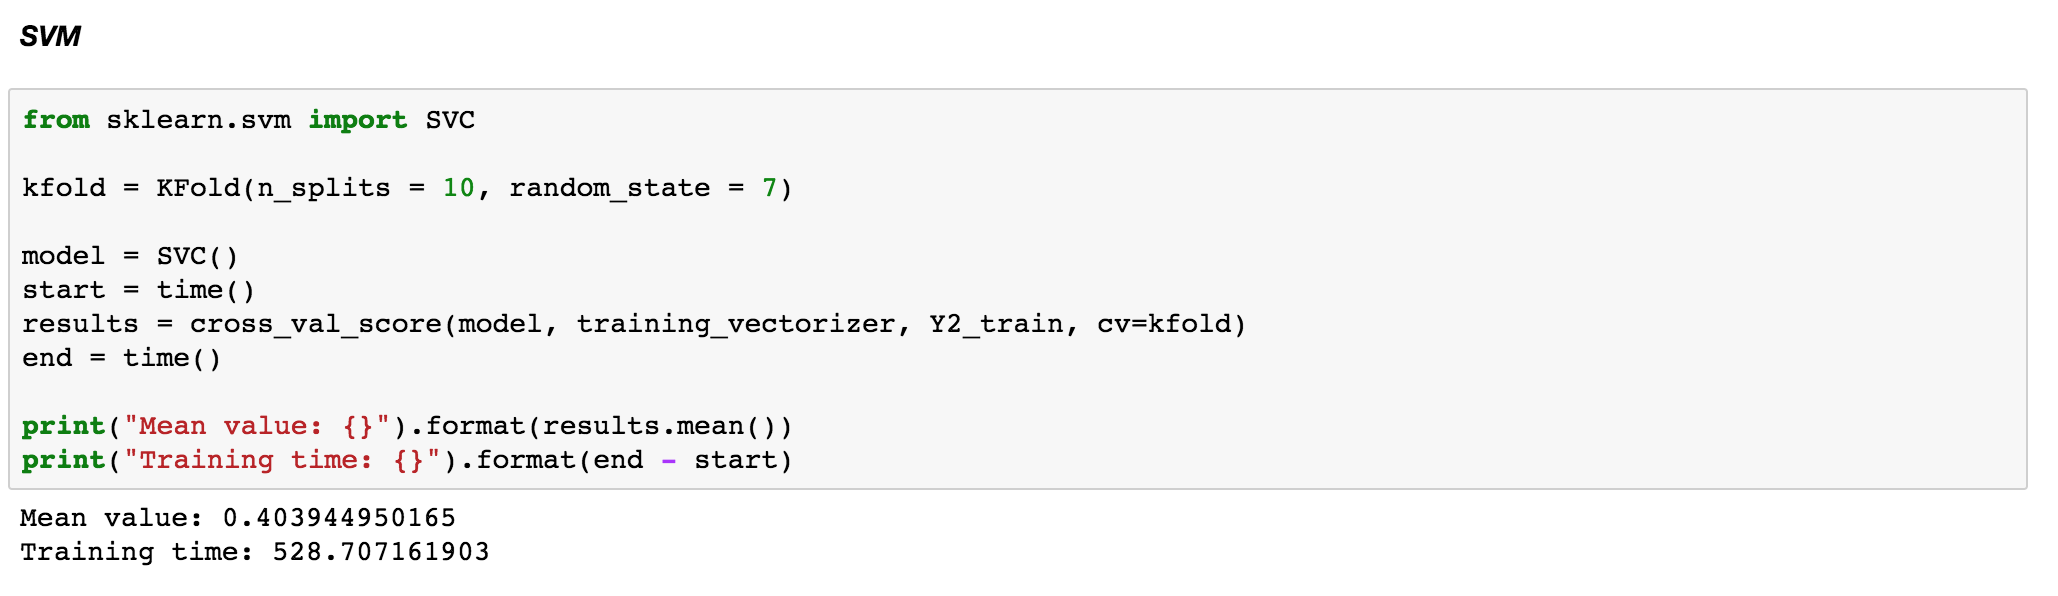 SVM
from sklearn.svm import SVC
kfold = KFold(n_splits = 10, random_state = 7)
model = SVC()
start = time()
results = cross_val_score(model, training_vectorizer, Y2_train, cv=kfold)
end = time()
print("Mean value: {}").format(results.mean())
print("Training time: {}").format(end - start)
Mean value: 0.403944950165
Training time: 528.707161903